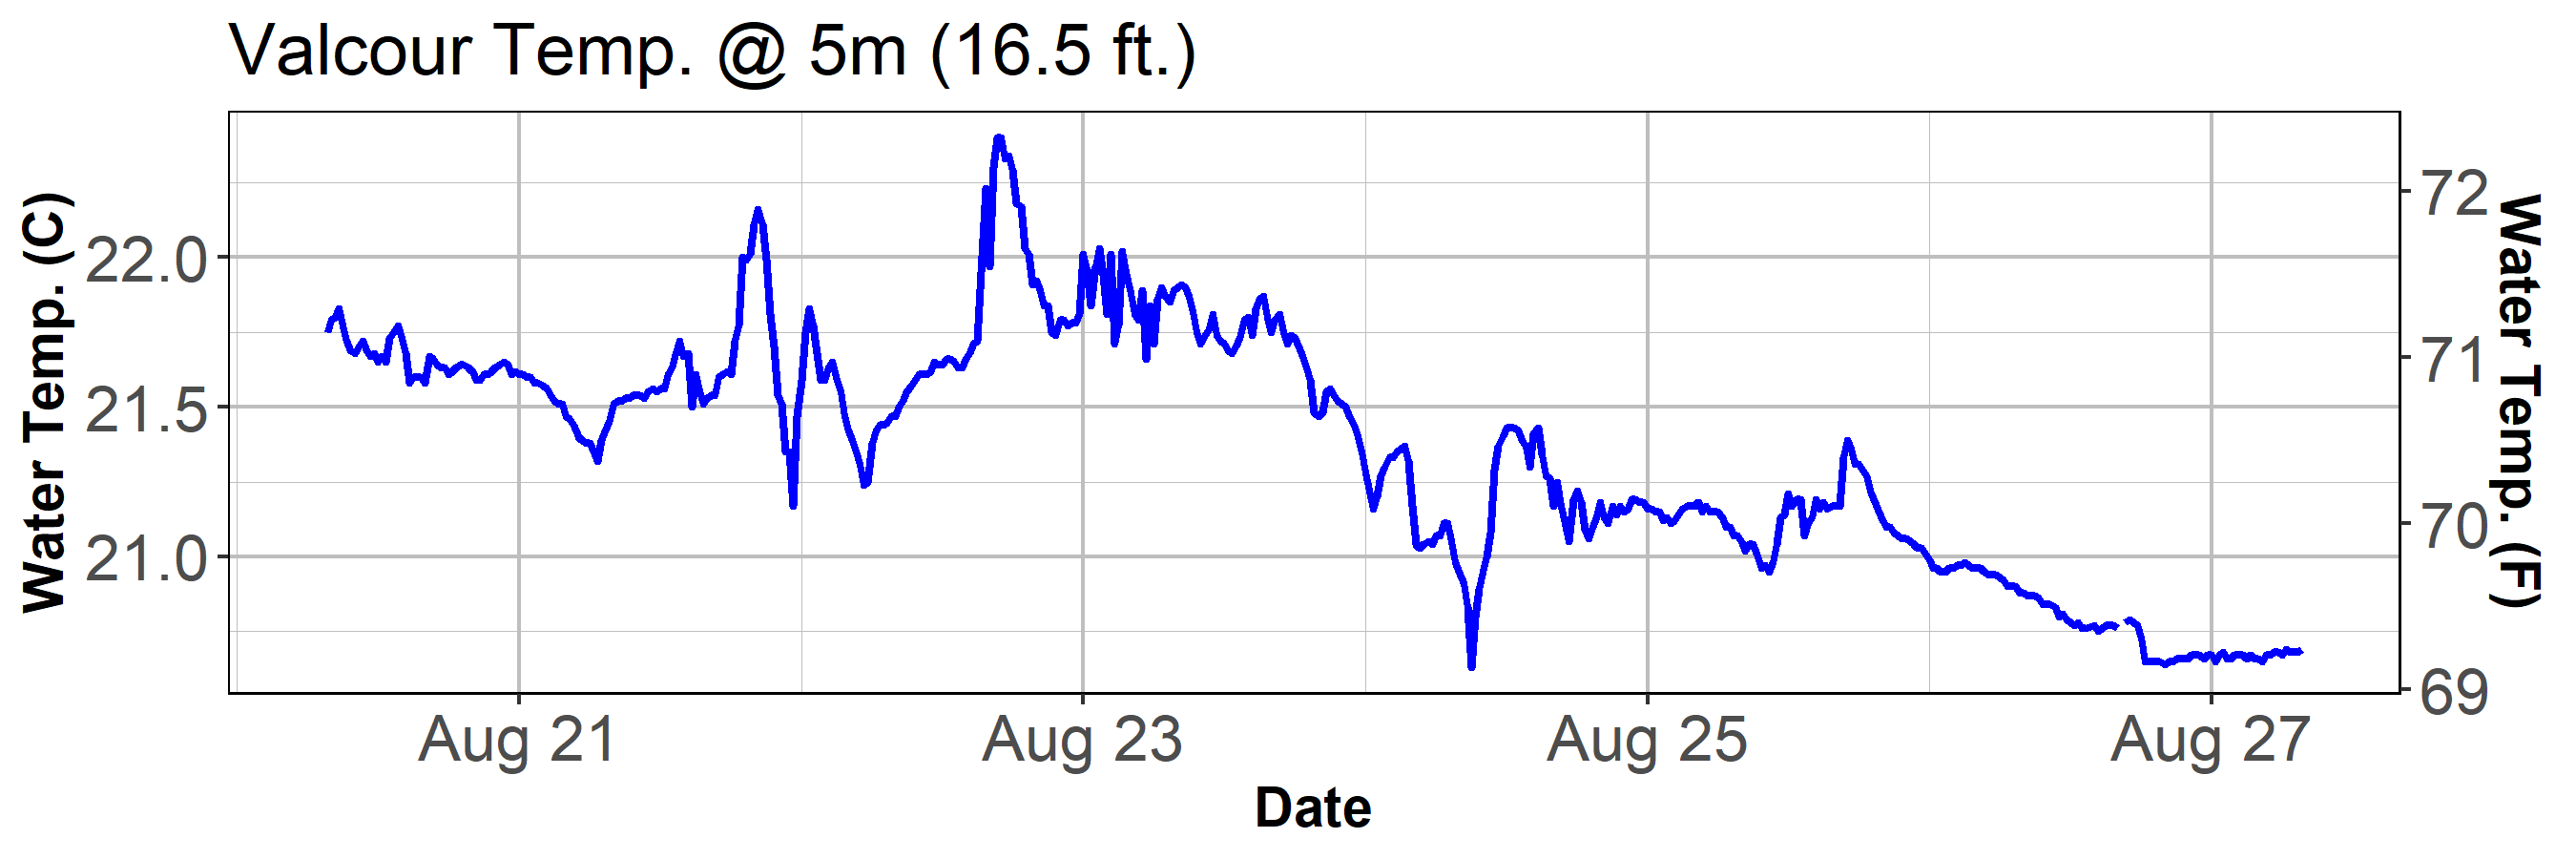 Valcour Temp. @ 5m (16.5 ft.)
Water Temp. (C)
22.0
21.5
21.0
72
71
70
69
Water Temp. (F)
Aug 21
Aug 23
Aug 25
Aug 27
Date